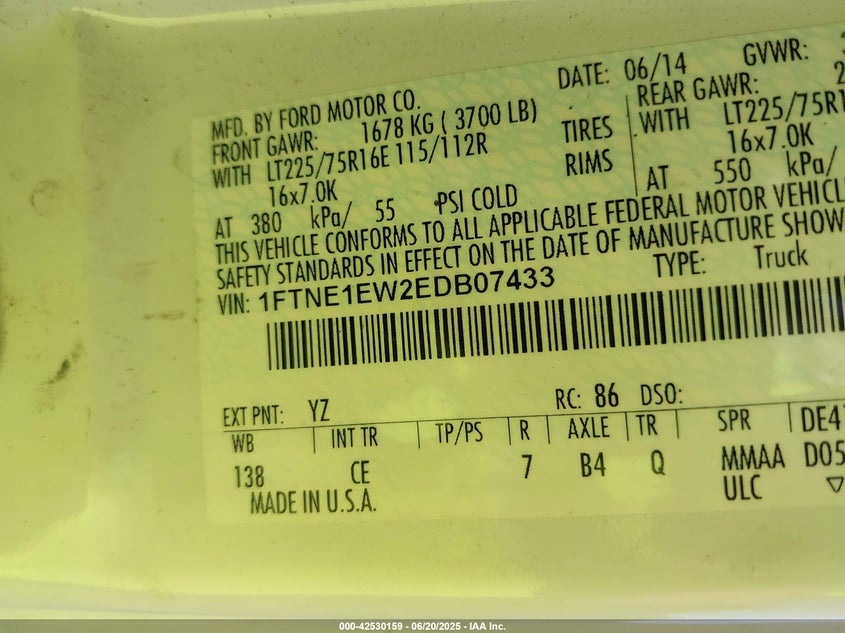 DATE: 06/14 GVWR:
MFD. BY FORD MOTOR CO.
FRONT GAWR: 1678 KG ( 3700 LB) REAR GAWR:
WITH LT225/75R16E 115/112R TIRES WITH
16x7.0K RIMS 16x7.0K
AT 380 kPa/ 55 PSI COLD AT 550 kPa/
THIS VEHICLE CONFORMS TO ALL APPLICABLE FEDERAL MOTOR
SAFETY STANDARDS IN EFFECT ON THE DATE OF MANUFACTURE
VIN: 1FTNE1EW2EDB07433 TYPE: Truck
EXT PNT: YZ RC: 86 DSO:
WB INT TR TP/PS R AXLE TR SPR
138 CE 7 B4 Q MMAA
ULC
MADE IN U.S.A.
000-42530159 - 06/20/2025 - IAA Inc.